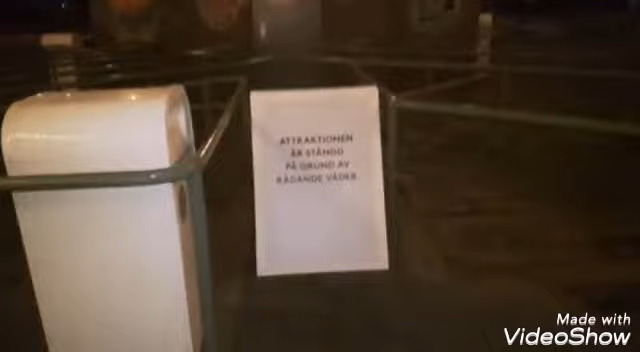 ATTRAKTIONEN
ÄR STÄNGD
PÅ GRUND AV
RÅDANDE VÄDER
Made with
VideoShow